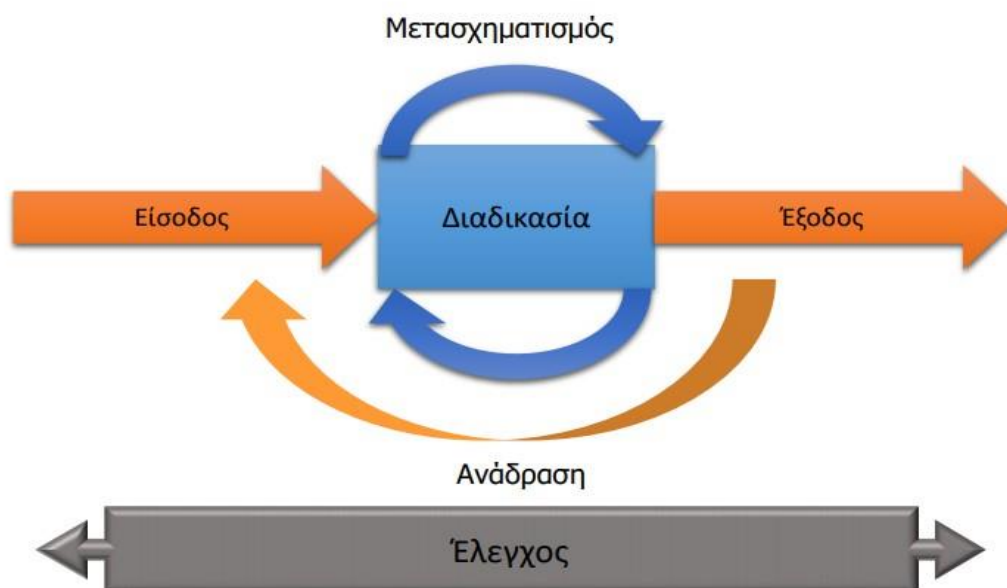 Μετασχηματισμός
Είσοδος
Διαδικασία
Έξοδος
Ανάδραση
Έλεγχος